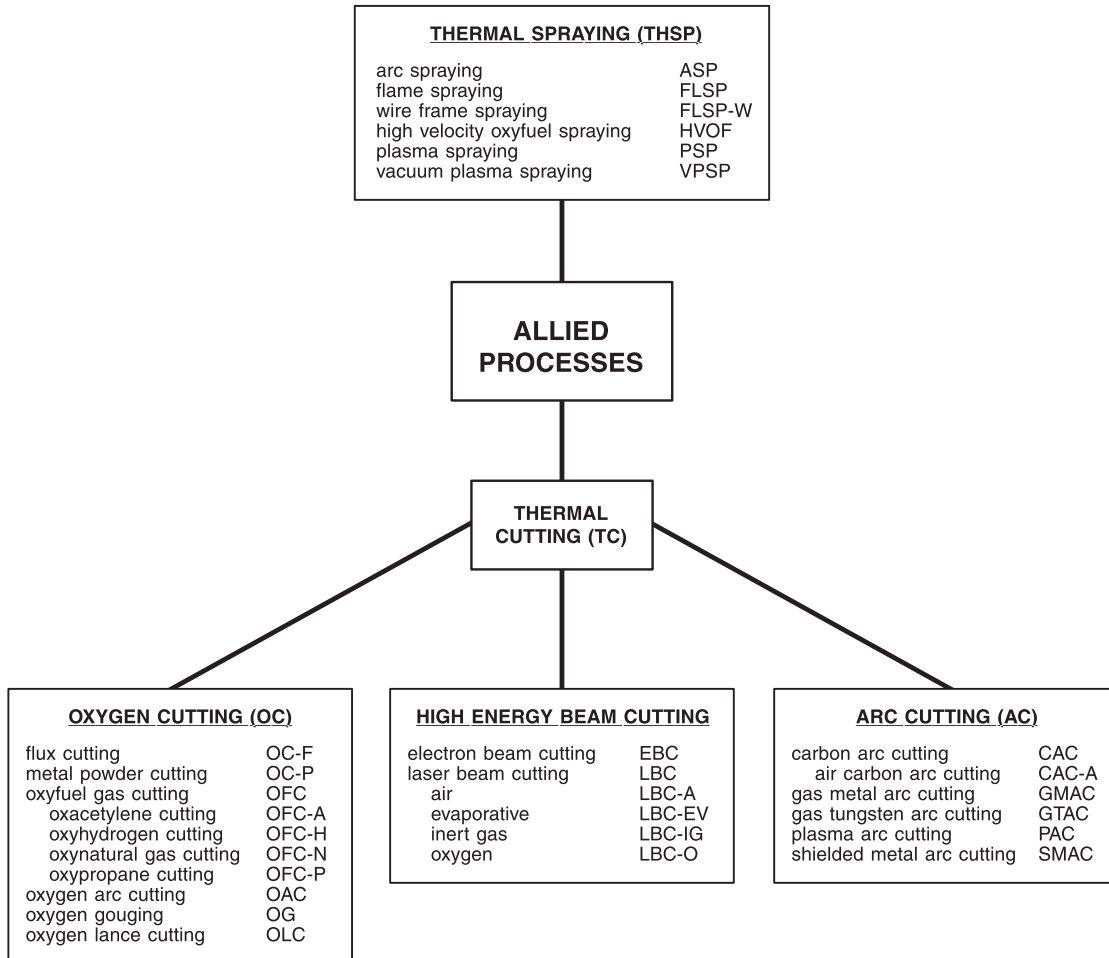 THERMAL SPRAYING (THSP)
arc spraying ASP
flame spraying FLSP
wire frame spraying FLSP-W
high velocity oxyfuel spraying HVOF
plasma spraying PSP
vacuum plasma spraying VPSP
ALLIED
PROCESSES
THERMAL
CUTTING (TC)
OXYGEN CUTTING (OC)
flux cutting OC-F
metal powder cutting OC-P
oxyfuel gas cutting OFC
oxacetylene cutting OFC-A
oxyhydrogen cutting OFC-H
oxynatural gas cutting OFC-N
oxypropane cutting OFC-P
oxygen arc cutting OAC
oxygen gouging OG
oxygen lance cutting OLC
HIGH ENERGY BEAM CUTTING
electron beam cutting EBC
laser beam cutting LBC
air LBC-A
evaporative LBC-EV
inert gas LBC-IG
oxygen LBC-O
ARC CUTTING (AC)
carbon arc cutting CAC
air carbon arc cutting CAC-A
gas metal arc cutting GMAC
gas tungsten arc cutting GTAC
plasma arc cutting PAC
shielded metal arc cutting SMAC